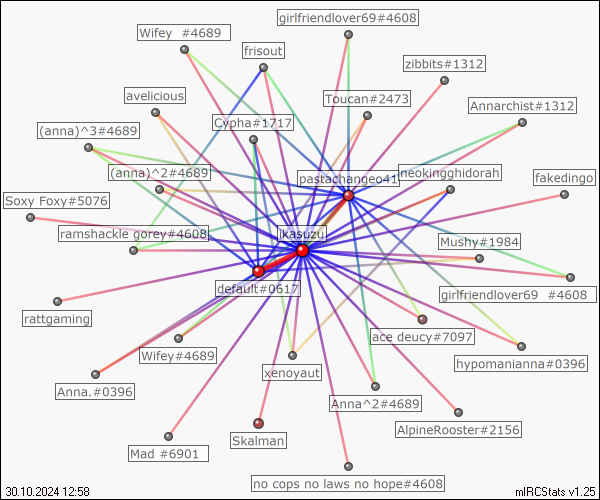 girlfriendlover69#4608
Wifey #4689
frisout
zibbits#1312
avelicious
Toucan#2473
Annarchist#1312
Cypha#1717
(anna)^3#4689
(anna)^2#4689
pastachangeo41
neokingghidorah
fakedingo
Soxy Foxy#5076
ramshackle gorey#4608
jkasuzu
Mushy#1984
default#0617
girlfriendlover69 #4608
rattgaming
ace deucy#7097
Wifey#4689
hypomanianna#0396
xenoyaut
Anna.#0396
Anna^2#4689
AlpineRooster#2156
Skalman
Mad #6901
no cops no laws no hope#4608
30.10.2024 12:58
mIRCStats v1.25